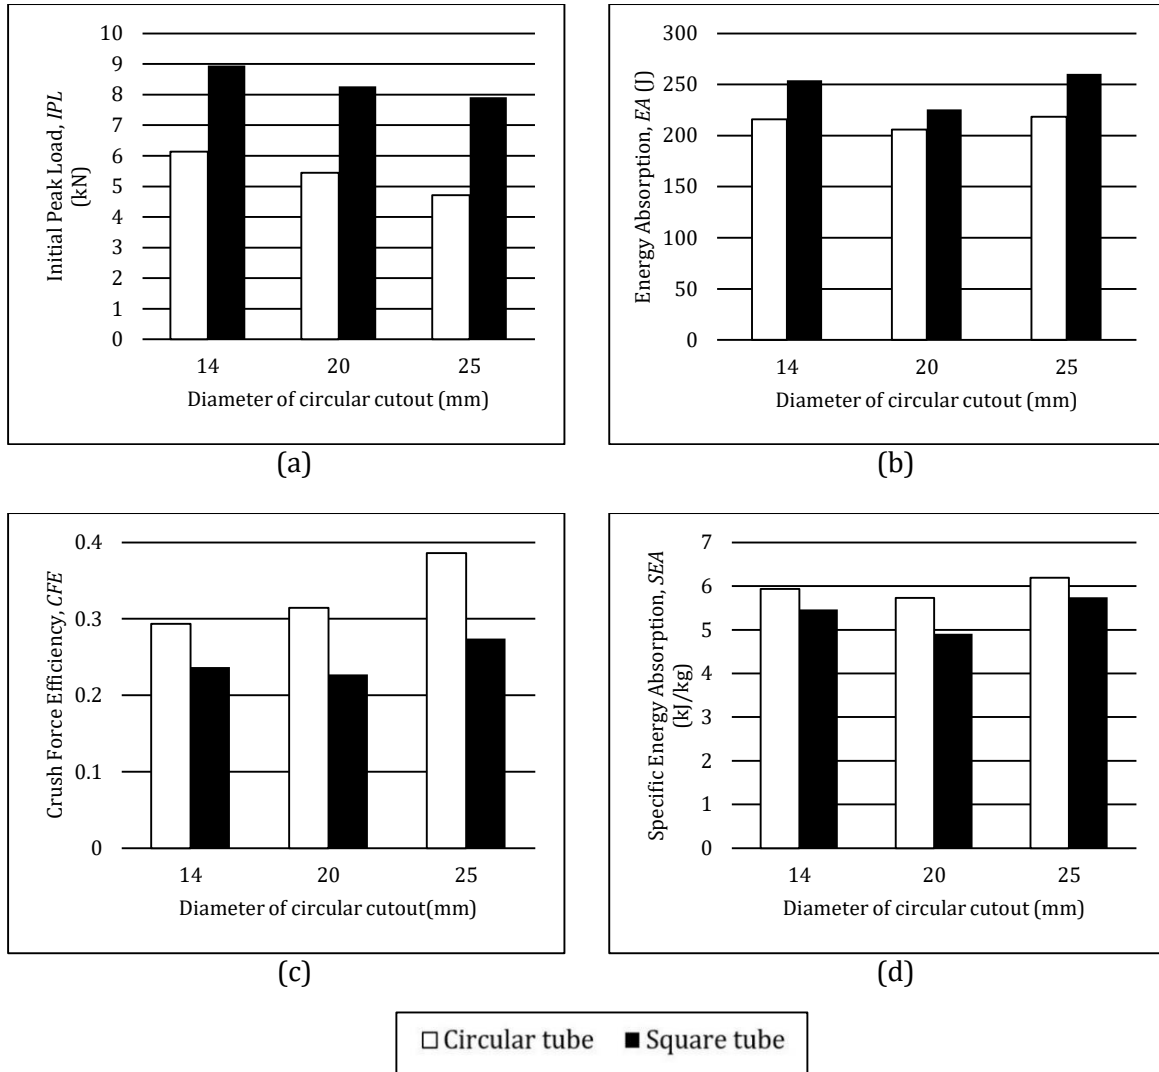 10
9
8
7
6
5
4
3
2
1
0
Initial Peak Load, IPL
(kN)
14 20 25
Diameter of circular cutout (mm)
(a)
300
250
200
150
100
50
0
Energy Absorption, EA (J)
14 20 25
Diameter of circular cutout (mm)
(b)
0.4
0.3
0.2
0.1
0
Crush Force Efficiency, CFE
14 20 25
Diameter of circular cutout(mm)
(c)
7
6
5
4
3
2
1
0
Specific Energy Absorption, SEA
(kJ/kg)
14 20 25
Diameter of circular cutout (mm)
(d)
Circular tube Square tube